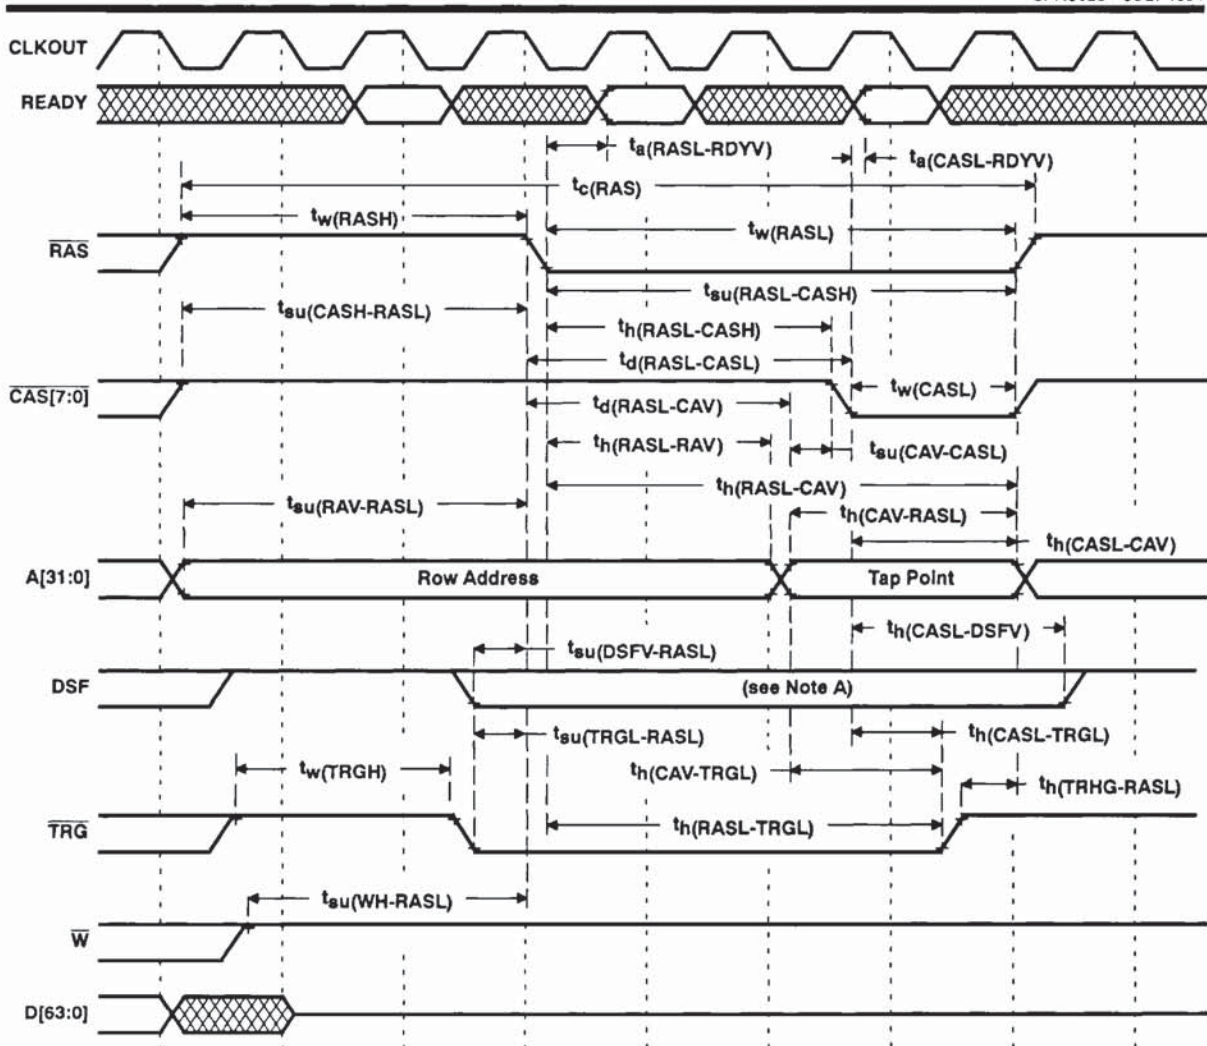 CLKOUT
READY
ta(RASL-RDYV)
ta(CASL-RDYV)
tc(RAS)
tw(RASH)
tw(RASL)
RAS
tsu(RASL-CASH)
tsu(CASH-RASL)
th(RASL-CASH)
td(RASL-CASL)
CAS[7:0]
tw(CASL)
td(RASL-CAV)
th(RASL-RAV)
tsu(CAV-CASL)
th(RASL-CAV)
tsu(RAV-RASL)
th(CAV-RASL)
th(CASL-CAV)
A[31:0]
Row Address
Tap Point
th(CASL-DSFV)
tsu(DSFV-RASL)
DSF
(see Note A)
tsu(TRGL-RASL)
th(CASL-TRGL)
tw(TRGH)
th(CAV-TRGL)
th(TRHG-RASL)
TRG
th(RASL-TRGL)
tsu(WH-RASL)
W
D[63:0]